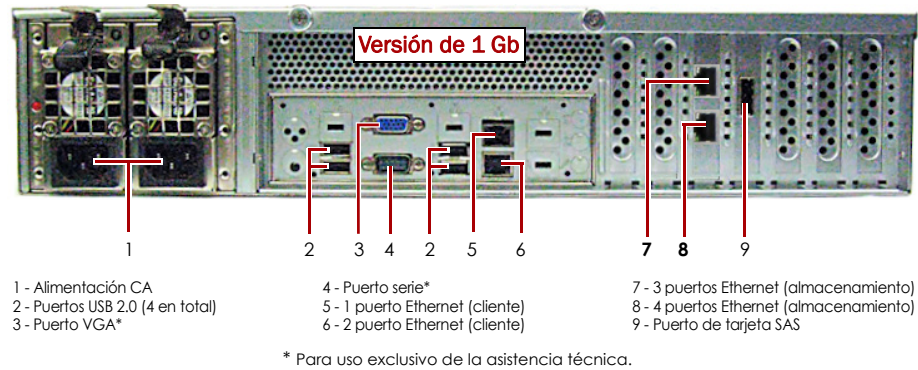 Versión de 1 Gb
1 2 3 4 2 5 6 7 8 9
1 - Alimentación CA
2 - Puertos USB 2.0 (4 en total)
3 - Puerto VGA*
4 - Puerto serie*
5 - 1 puerto Ethernet (cliente)
6 - 2 puerto Ethernet (cliente)
7 - 3 puertos Ethernet (almacenamiento)
8 - 4 puertos Ethernet (almacenamiento)
9 - Puerto de tarjeta SAS
* Para uso exclusivo de la asistencia técnica.